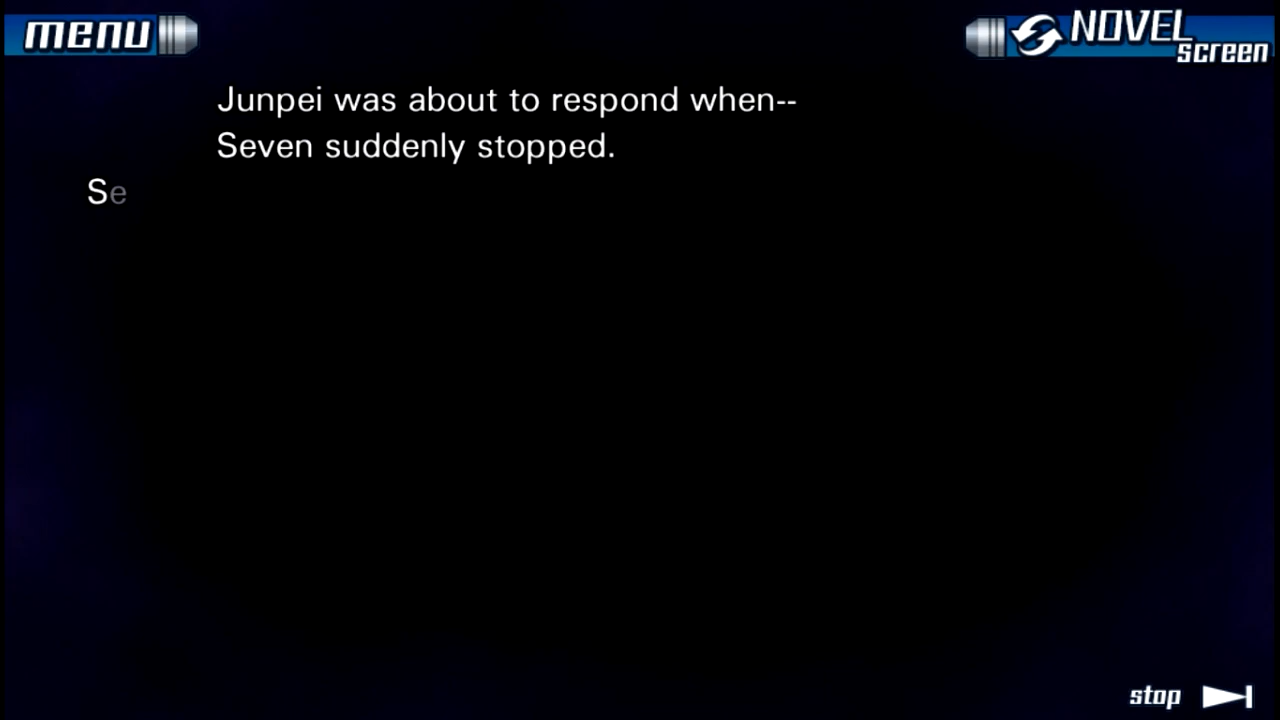 menu
NOVEL
screen
Junpei was about to respond when--
Seven suddenly stopped.
Se
stop